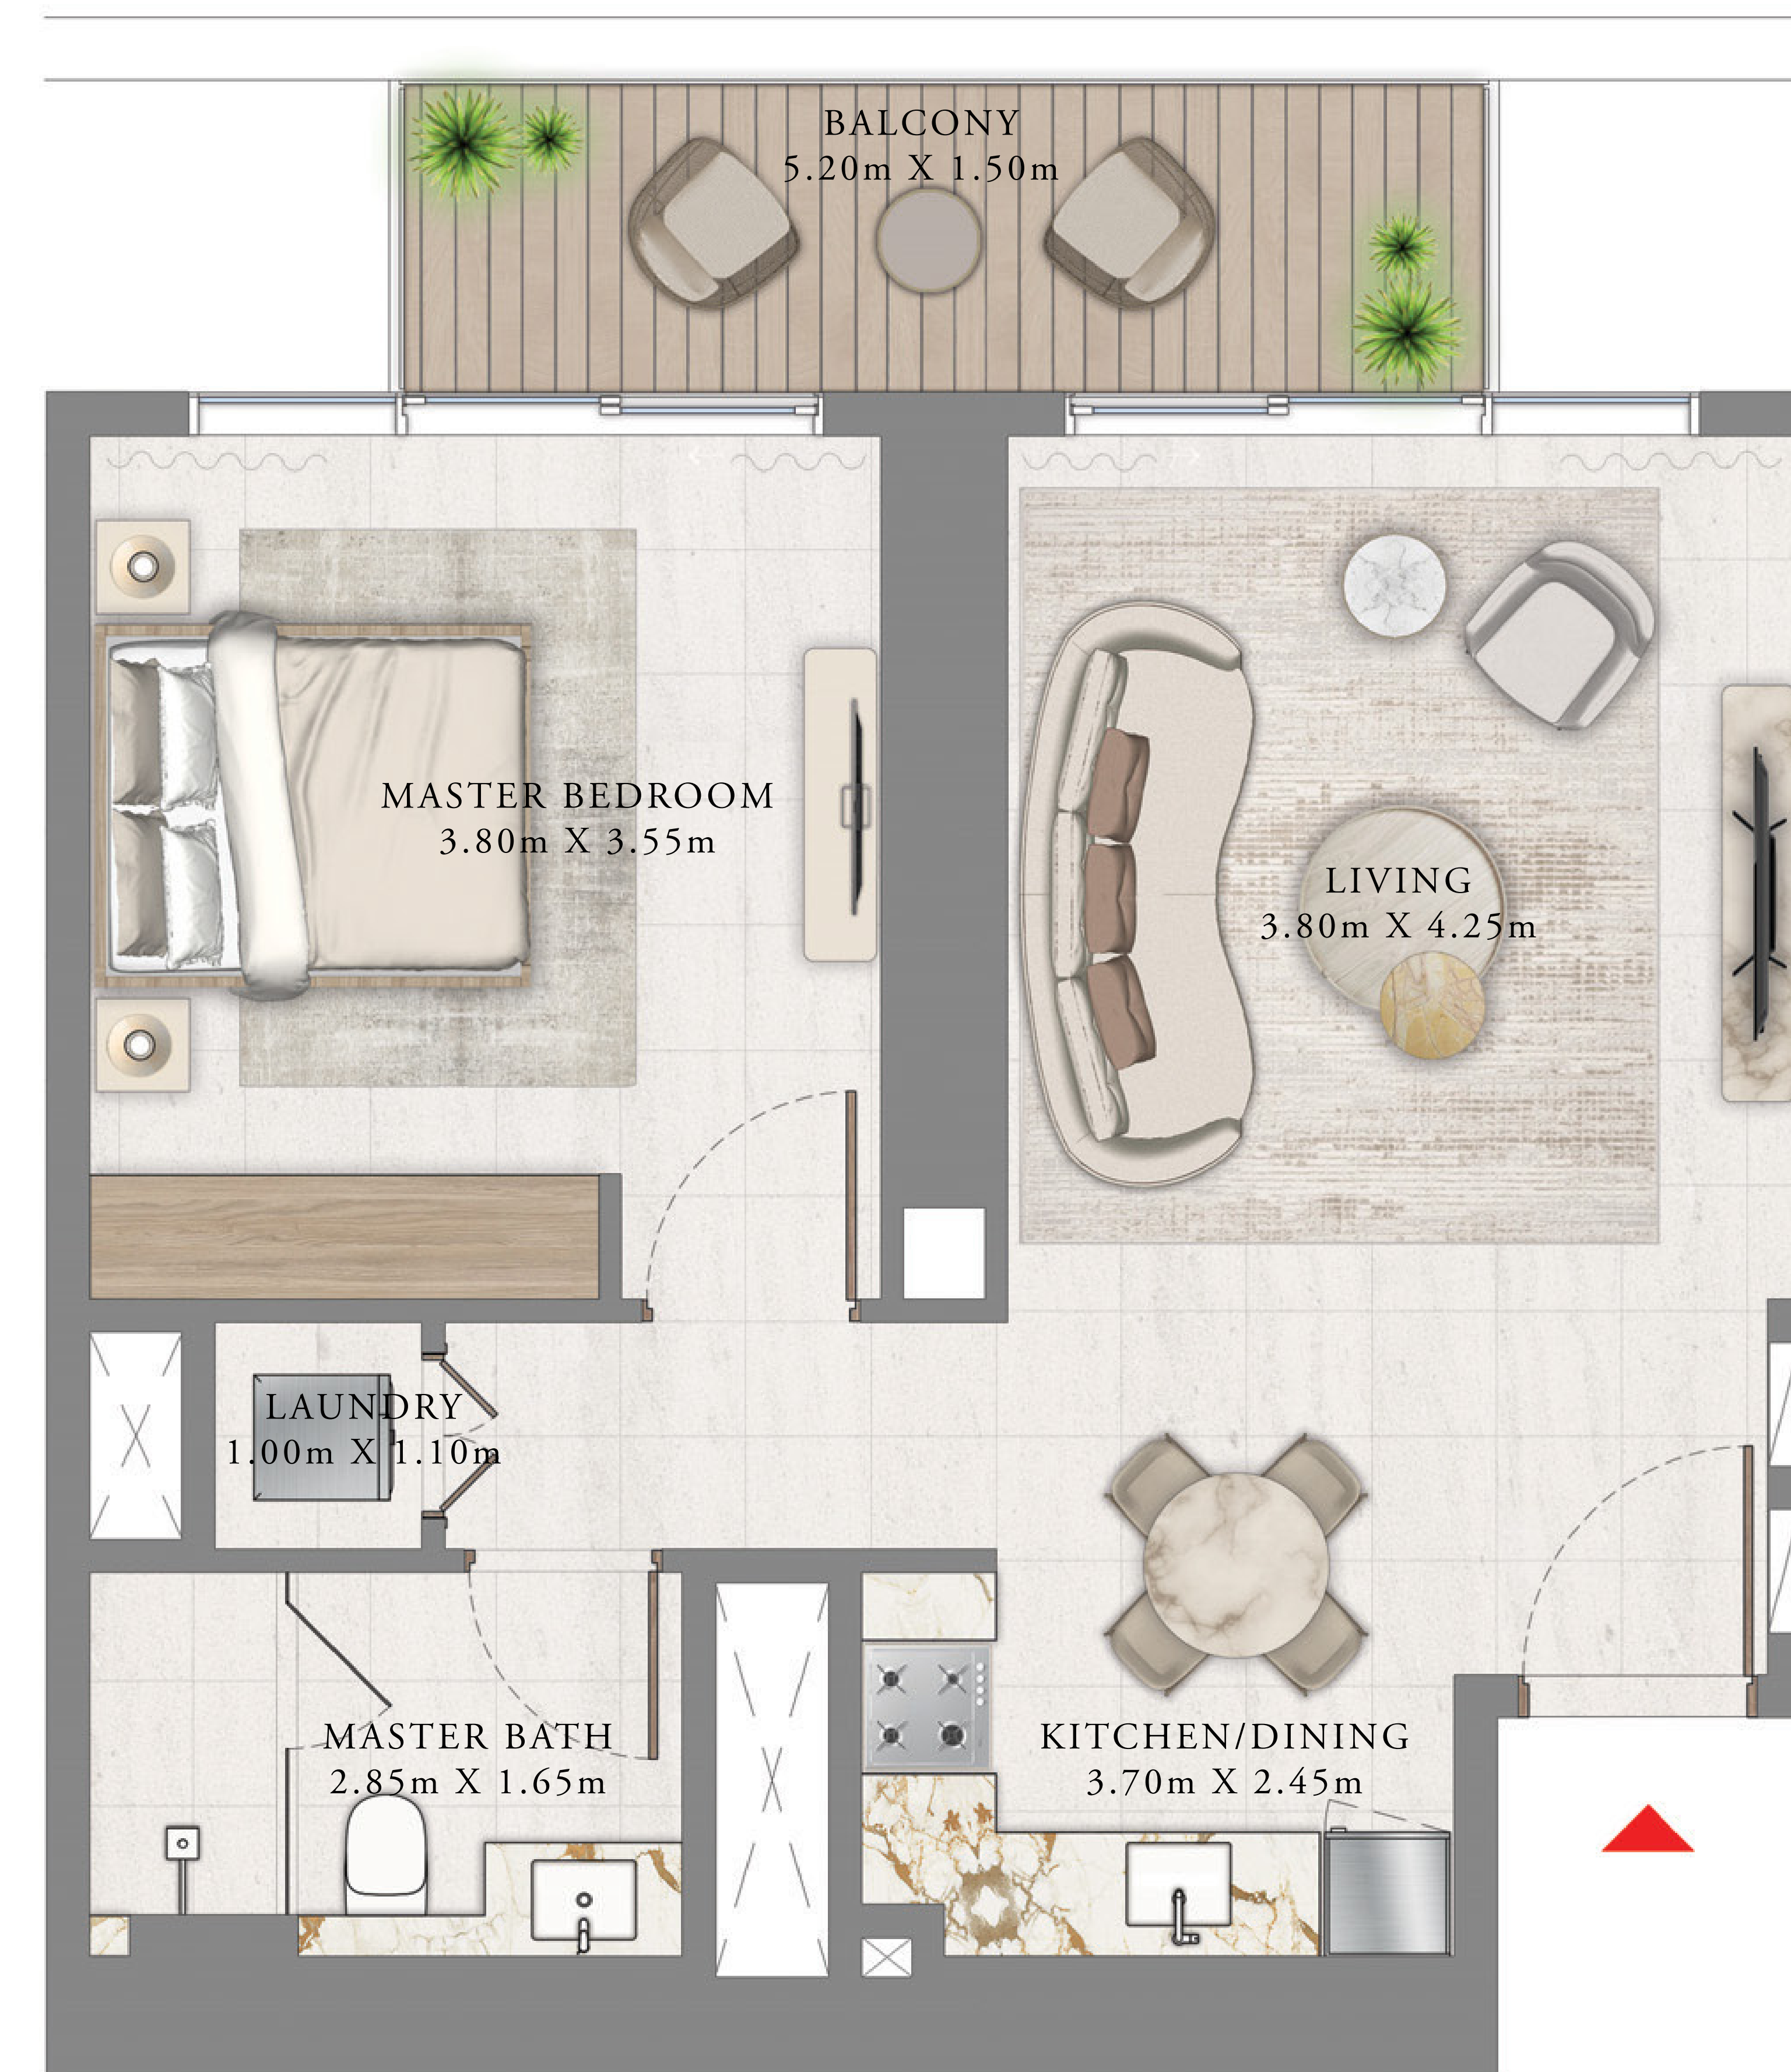 BALCONY
5.20m X 1.50m
MASTER BEDROOM
3.80m X 3.55m
LIVING
3.80m X 4.25m
LAUNDRY
1.00m X 1.10m
MASTER BATH
2.85m X 1.65m
KITCHEN/DINING
3.70m X 2.45m